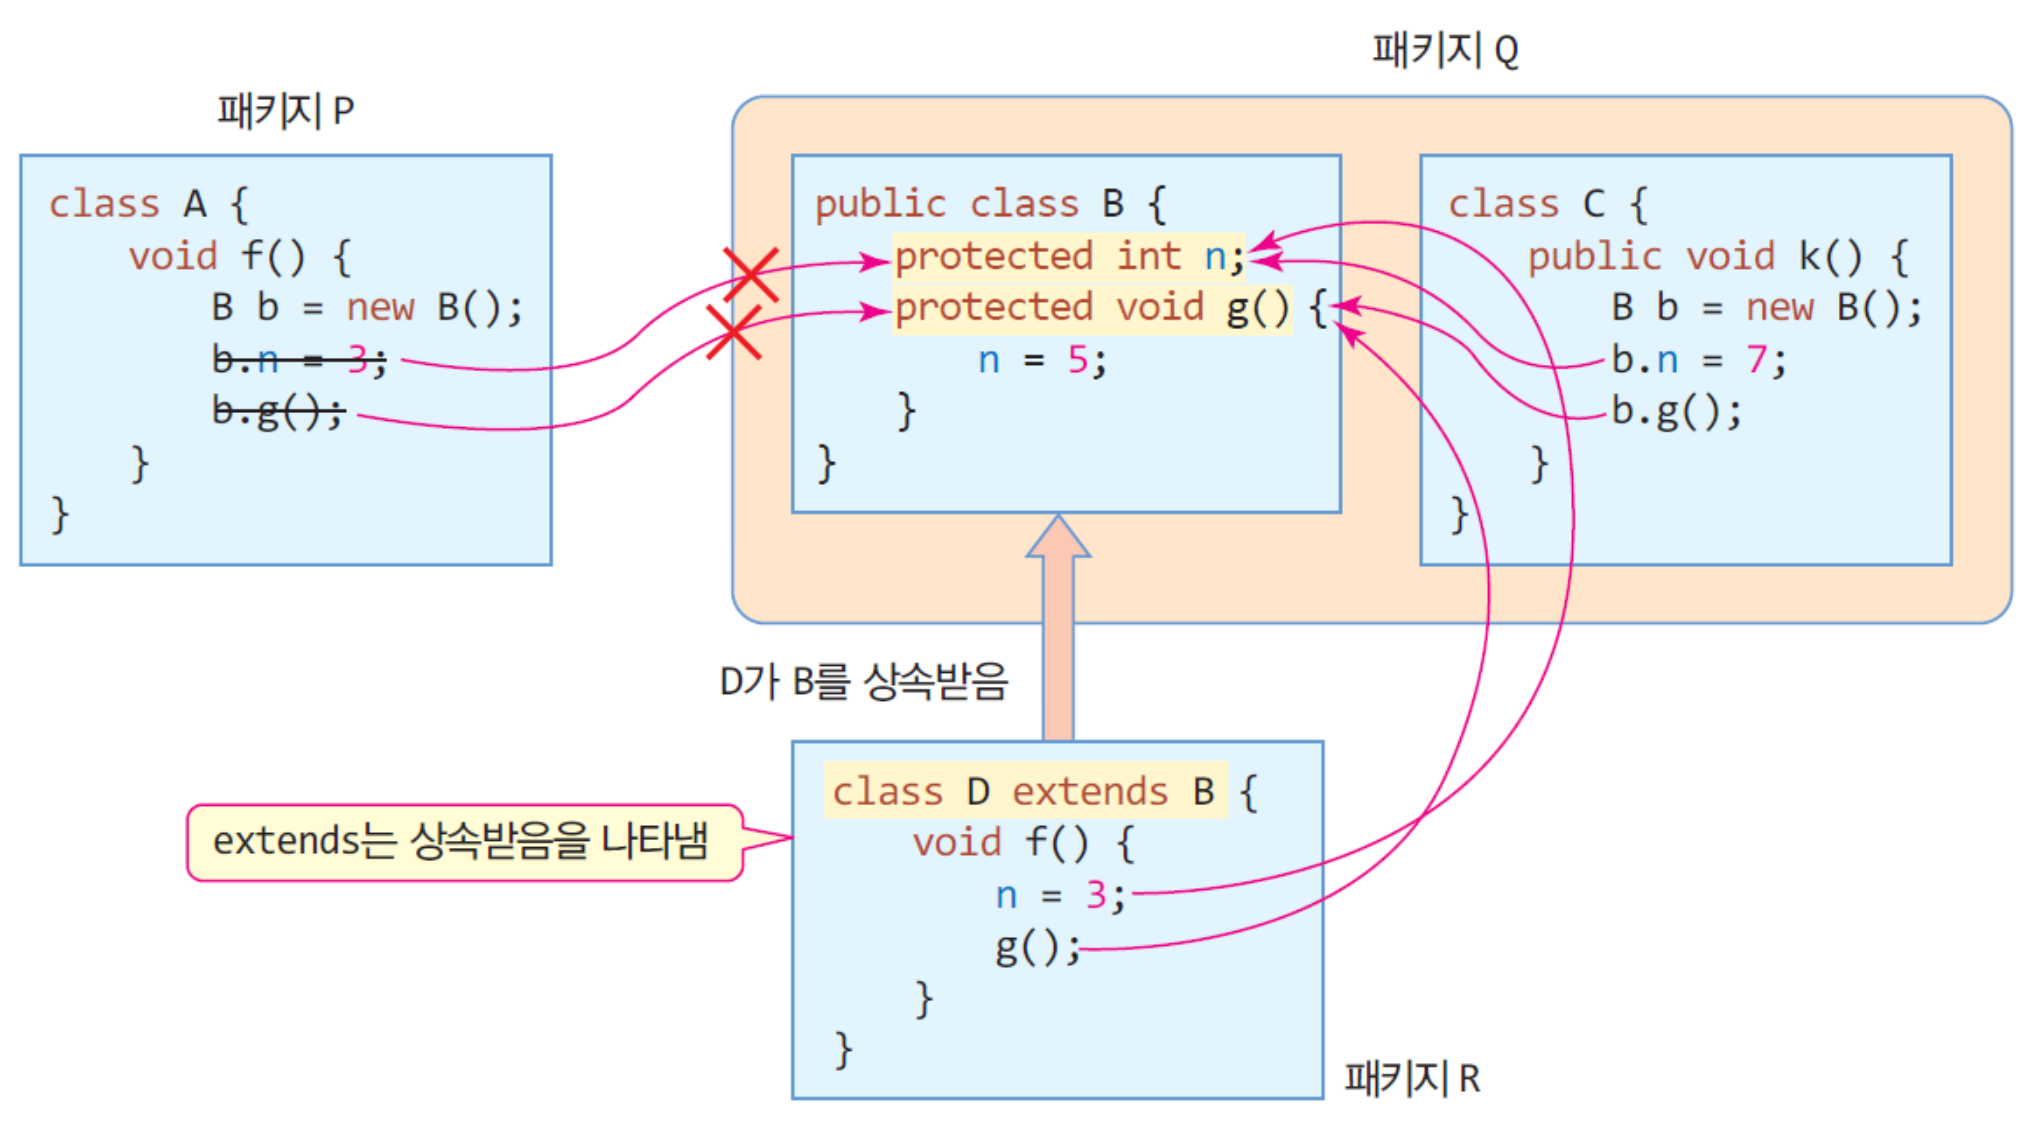 패키지 P
class A {
void f() {
B b = new B();
b.n = 3;
b.g();
}
}
패키지 Q
public class B {
protected int n;
protected void g() {
n = 5;
}
}
class C {
public void k() {
B b = new B();
b.n = 7;
b.g();
}
}
D가 B를 상속받음
extends는 상속받음을 나타냄
class D extends B {
void f() {
n = 3;
g();
}
}
패키지 R